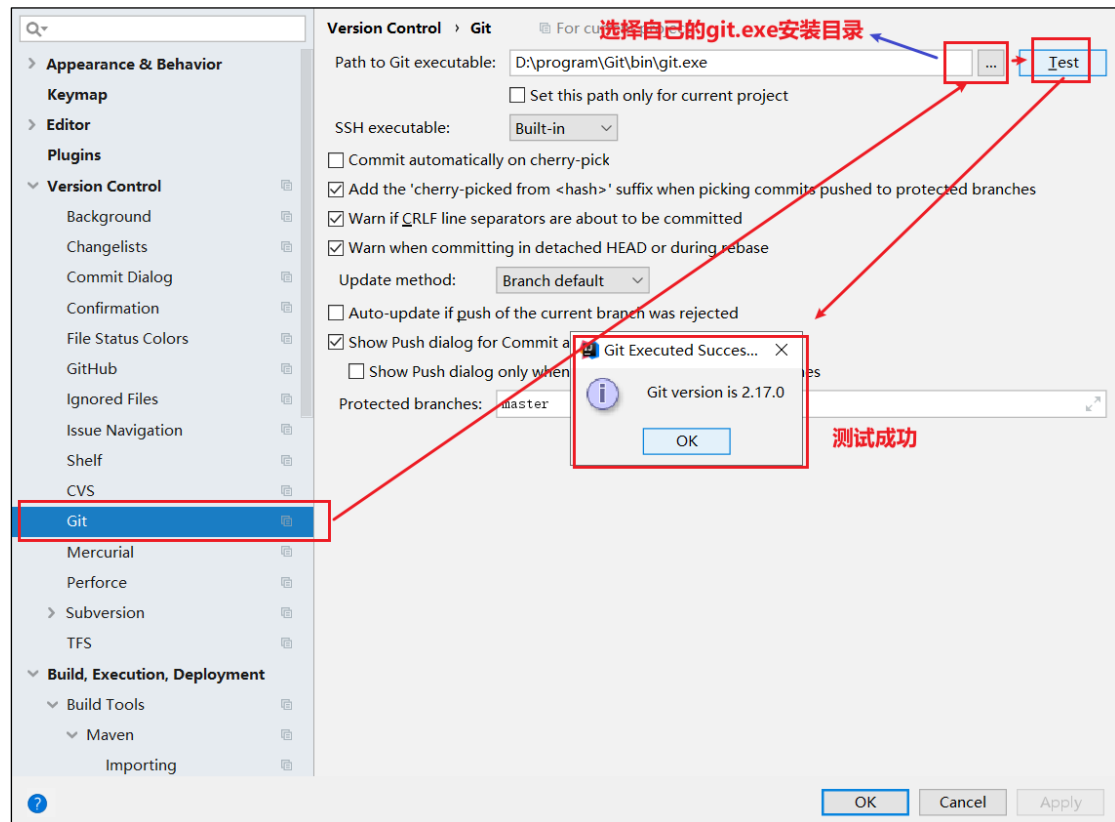 Version Control › Git
For cu
选择自己的git.exe安装目录
Appearance & Behavior
Keymap
Editor
Plugins
Version Control
Background
Changelists
Commit Dialog
Confirmation
File Status Colors
GitHub
Ignored Files
Issue Navigation
Shelf
CVS
Git
Mercurial
Perforce
Subversion
TFS
Build, Execution, Deployment
Build Tools
Maven
Importing
Path to Git executable: D:\program\Git\bin\git.exe ... Test
Set this path only for current project
SSH executable: Built-in
Commit automatically on cherry-pick
Add the 'cherry-picked from <hash>' suffix when picking commits pushed to protected branches
Warn if CRLF line separators are about to be committed
Warn when committing in detached HEAD or during rebase
Update method: Branch default
Auto-update if push of the current branch was rejected
Show Push dialog for Commit a
Show Push dialog only when
Protected branches: master
Git Executed Succes...
Git version is 2.17.0
OK
测试成功
? OK Cancel Apply